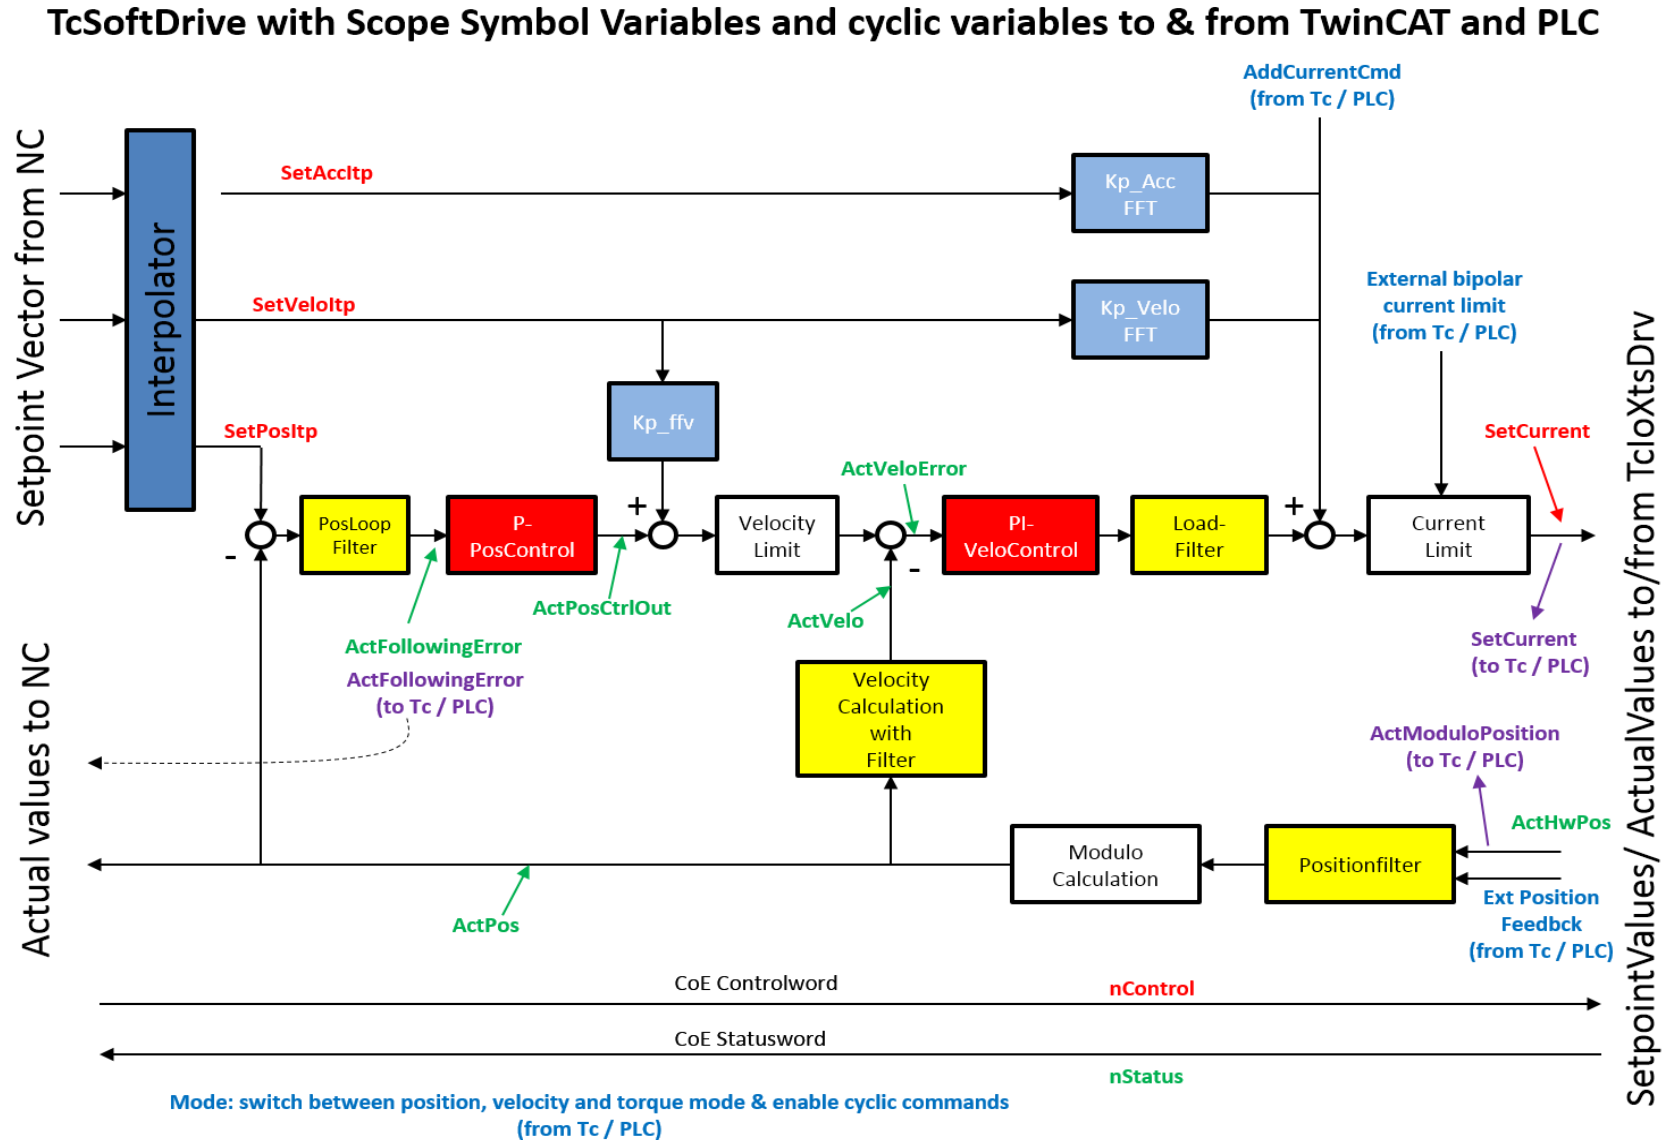 TcSoftDrive with Scope Symbol Variables and cyclic variables to & from TwinCAT and PLC
AddCurrentCmd
(from Tc / PLC)
Setpoint Vector from NC
Interpolator
SetAccItp
Kp_Acc
FFT
SetVeloItp
Kp_Velo
FFT
External bipolar
current limit
(from Tc / PLC)
Kp_ffv
SetPosItp
SetCurrent
ActVeloError
-
PosLoop
Filter
P-
PosControl
+
Velocity
Limit
-
PI-
VeloControl
Load-
Filter
+
Current
Limit
ActPosCtrlOut
ActVelo
ActFollowingError
ActFollowingError
(to Tc / PLC)
SetCurrent
(to Tc / PLC)
Velocity
Calculation
with
Filter
ActModuloPosition
(to Tc / PLC)
ActHwPos
Modulo
Calculation
Positionfilter
Ext Position
Feedbck
(from Tc / PLC)
ActPos
Actual values to NC
SetpointValues/ ActualValues to/from TcIoXtsDrv
CoE Controlword
nControl
CoE Statusword
nStatus
Mode: switch between position, velocity and torque mode & enable cyclic commands
(from Tc / PLC)